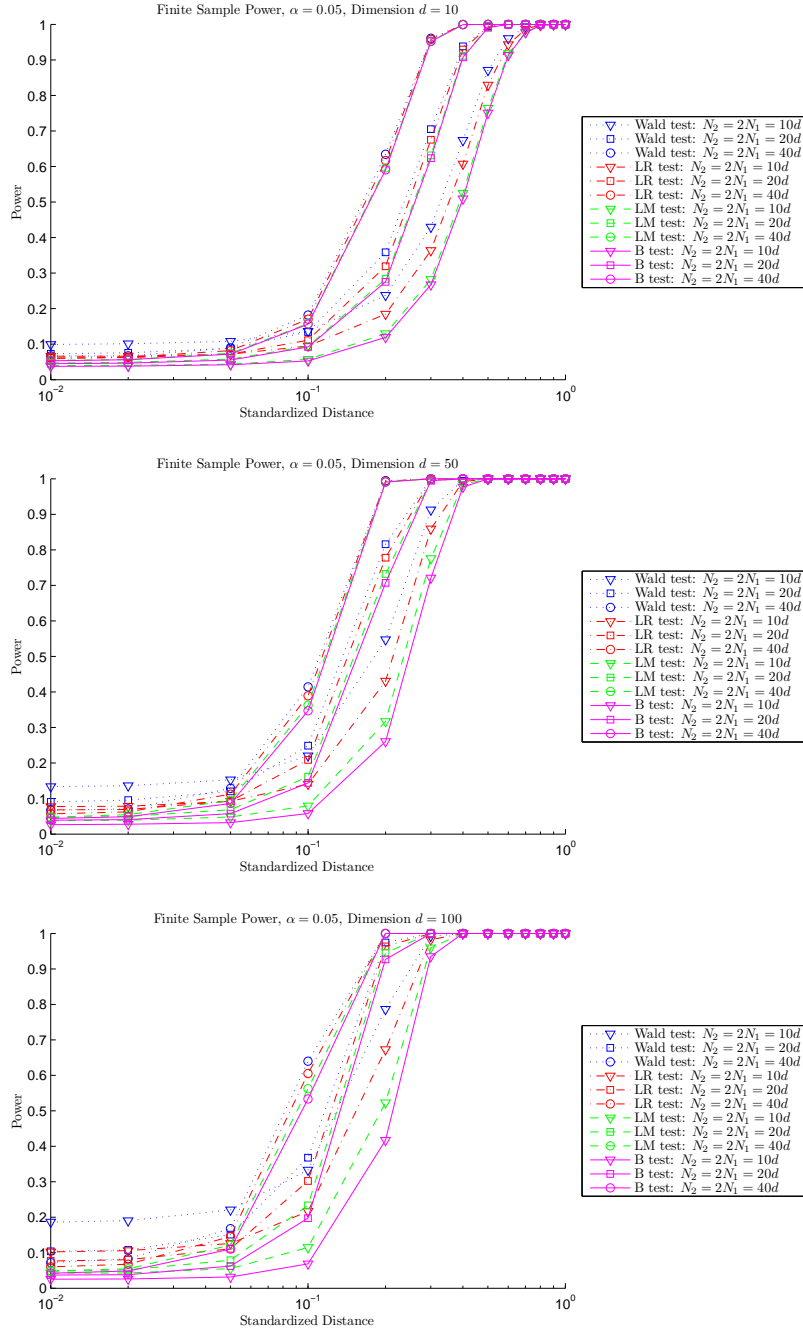 Finite Sample Power, α = 0.05, Dimension d = 10
1
0.9
0.8
0.7
0.6
0.5
0.4
0.3
0.2
0.1
0
Power
10⁻²
10⁻¹
10⁰
Standardized Distance
Wald test: N₂ = 2N₁ = 10d
Wald test: N₂ = 2N₁ = 20d
Wald test: N₂ = 2N₁ = 40d
LR test: N₂ = 2N₁ = 10d
LR test: N₂ = 2N₁ = 20d
LR test: N₂ = 2N₁ = 40d
LM test: N₂ = 2N₁ = 10d
LM test: N₂ = 2N₁ = 20d
LM test: N₂ = 2N₁ = 40d
B test: N₂ = 2N₁ = 10d
B test: N₂ = 2N₁ = 20d
B test: N₂ = 2N₁ = 40d
Finite Sample Power, α = 0.05, Dimension d = 50
1
0.9
0.8
0.7
0.6
0.5
0.4
0.3
0.2
0.1
0
Power
10⁻²
10⁻¹
10⁰
Standardized Distance
Wald test: N₂ = 2N₁ = 10d
Wald test: N₂ = 2N₁ = 20d
Wald test: N₂ = 2N₁ = 40d
LR test: N₂ = 2N₁ = 10d
LR test: N₂ = 2N₁ = 20d
LR test: N₂ = 2N₁ = 40d
LM test: N₂ = 2N₁ = 10d
LM test: N₂ = 2N₁ = 20d
LM test: N₂ = 2N₁ = 40d
B test: N₂ = 2N₁ = 10d
B test: N₂ = 2N₁ = 20d
B test: N₂ = 2N₁ = 40d
Finite Sample Power, α = 0.05, Dimension d = 100
1
0.9
0.8
0.7
0.6
0.5
0.4
0.3
0.2
0.1
0
Power
10⁻²
10⁻¹
10⁰
Standardized Distance
Wald test: N₂ = 2N₁ = 10d
Wald test: N₂ = 2N₁ = 20d
Wald test: N₂ = 2N₁ = 40d
LR test: N₂ = 2N₁ = 10d
LR test: N₂ = 2N₁ = 20d
LR test: N₂ = 2N₁ = 40d
LM test: N₂ = 2N₁ = 10d
LM test: N₂ = 2N₁ = 20d
LM test: N₂ = 2N₁ = 40d
B test: N₂ = 2N₁ = 10d
B test: N₂ = 2N₁ = 20d
B test: N₂ = 2N₁ = 40d